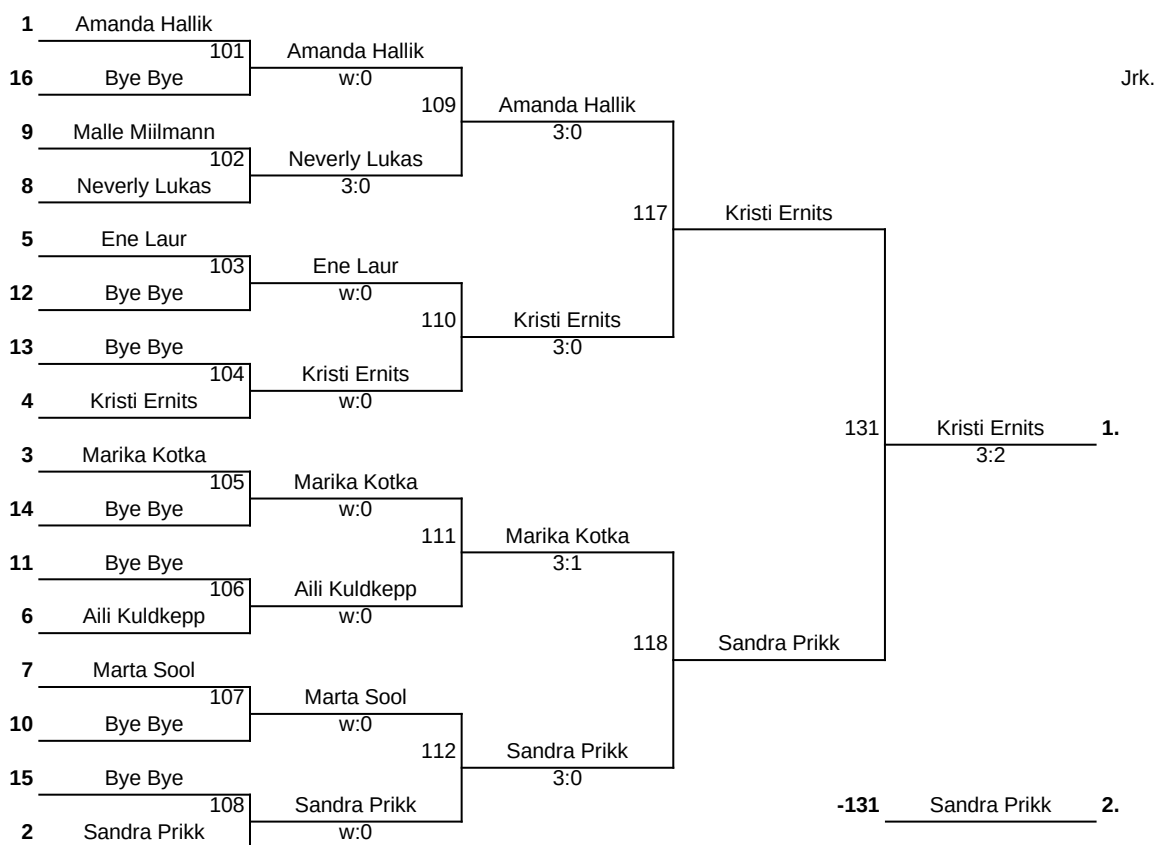 1 Amanda Hallik
101 Amanda Hallik
16 Bye Bye w:0 Jrk.
109 Amanda Hallik
9 Malle Miilmann 3:0
102 Neverly Lukas
8 Neverly Lukas 3:0
117 Kristi Ernits
5 Ene Laur
103 Ene Laur
12 Bye Bye w:0
110 Kristi Ernits
13 Bye Bye 3:0
104 Kristi Ernits
4 Kristi Ernits w:0
131 Kristi Ernits 1.
3 Marika Kotka 3:2
105 Marika Kotka
14 Bye Bye w:0
111 Marika Kotka
11 Bye Bye 3:1
106 Aili Kuldkepp
6 Aili Kuldkepp w:0
118 Sandra Prikk
7 Marta Sool
107 Marta Sool
10 Bye Bye w:0
112 Sandra Prikk
15 Bye Bye 3:0
108 Sandra Prikk -131 Sandra Prikk 2.
2 Sandra Prikk w:0